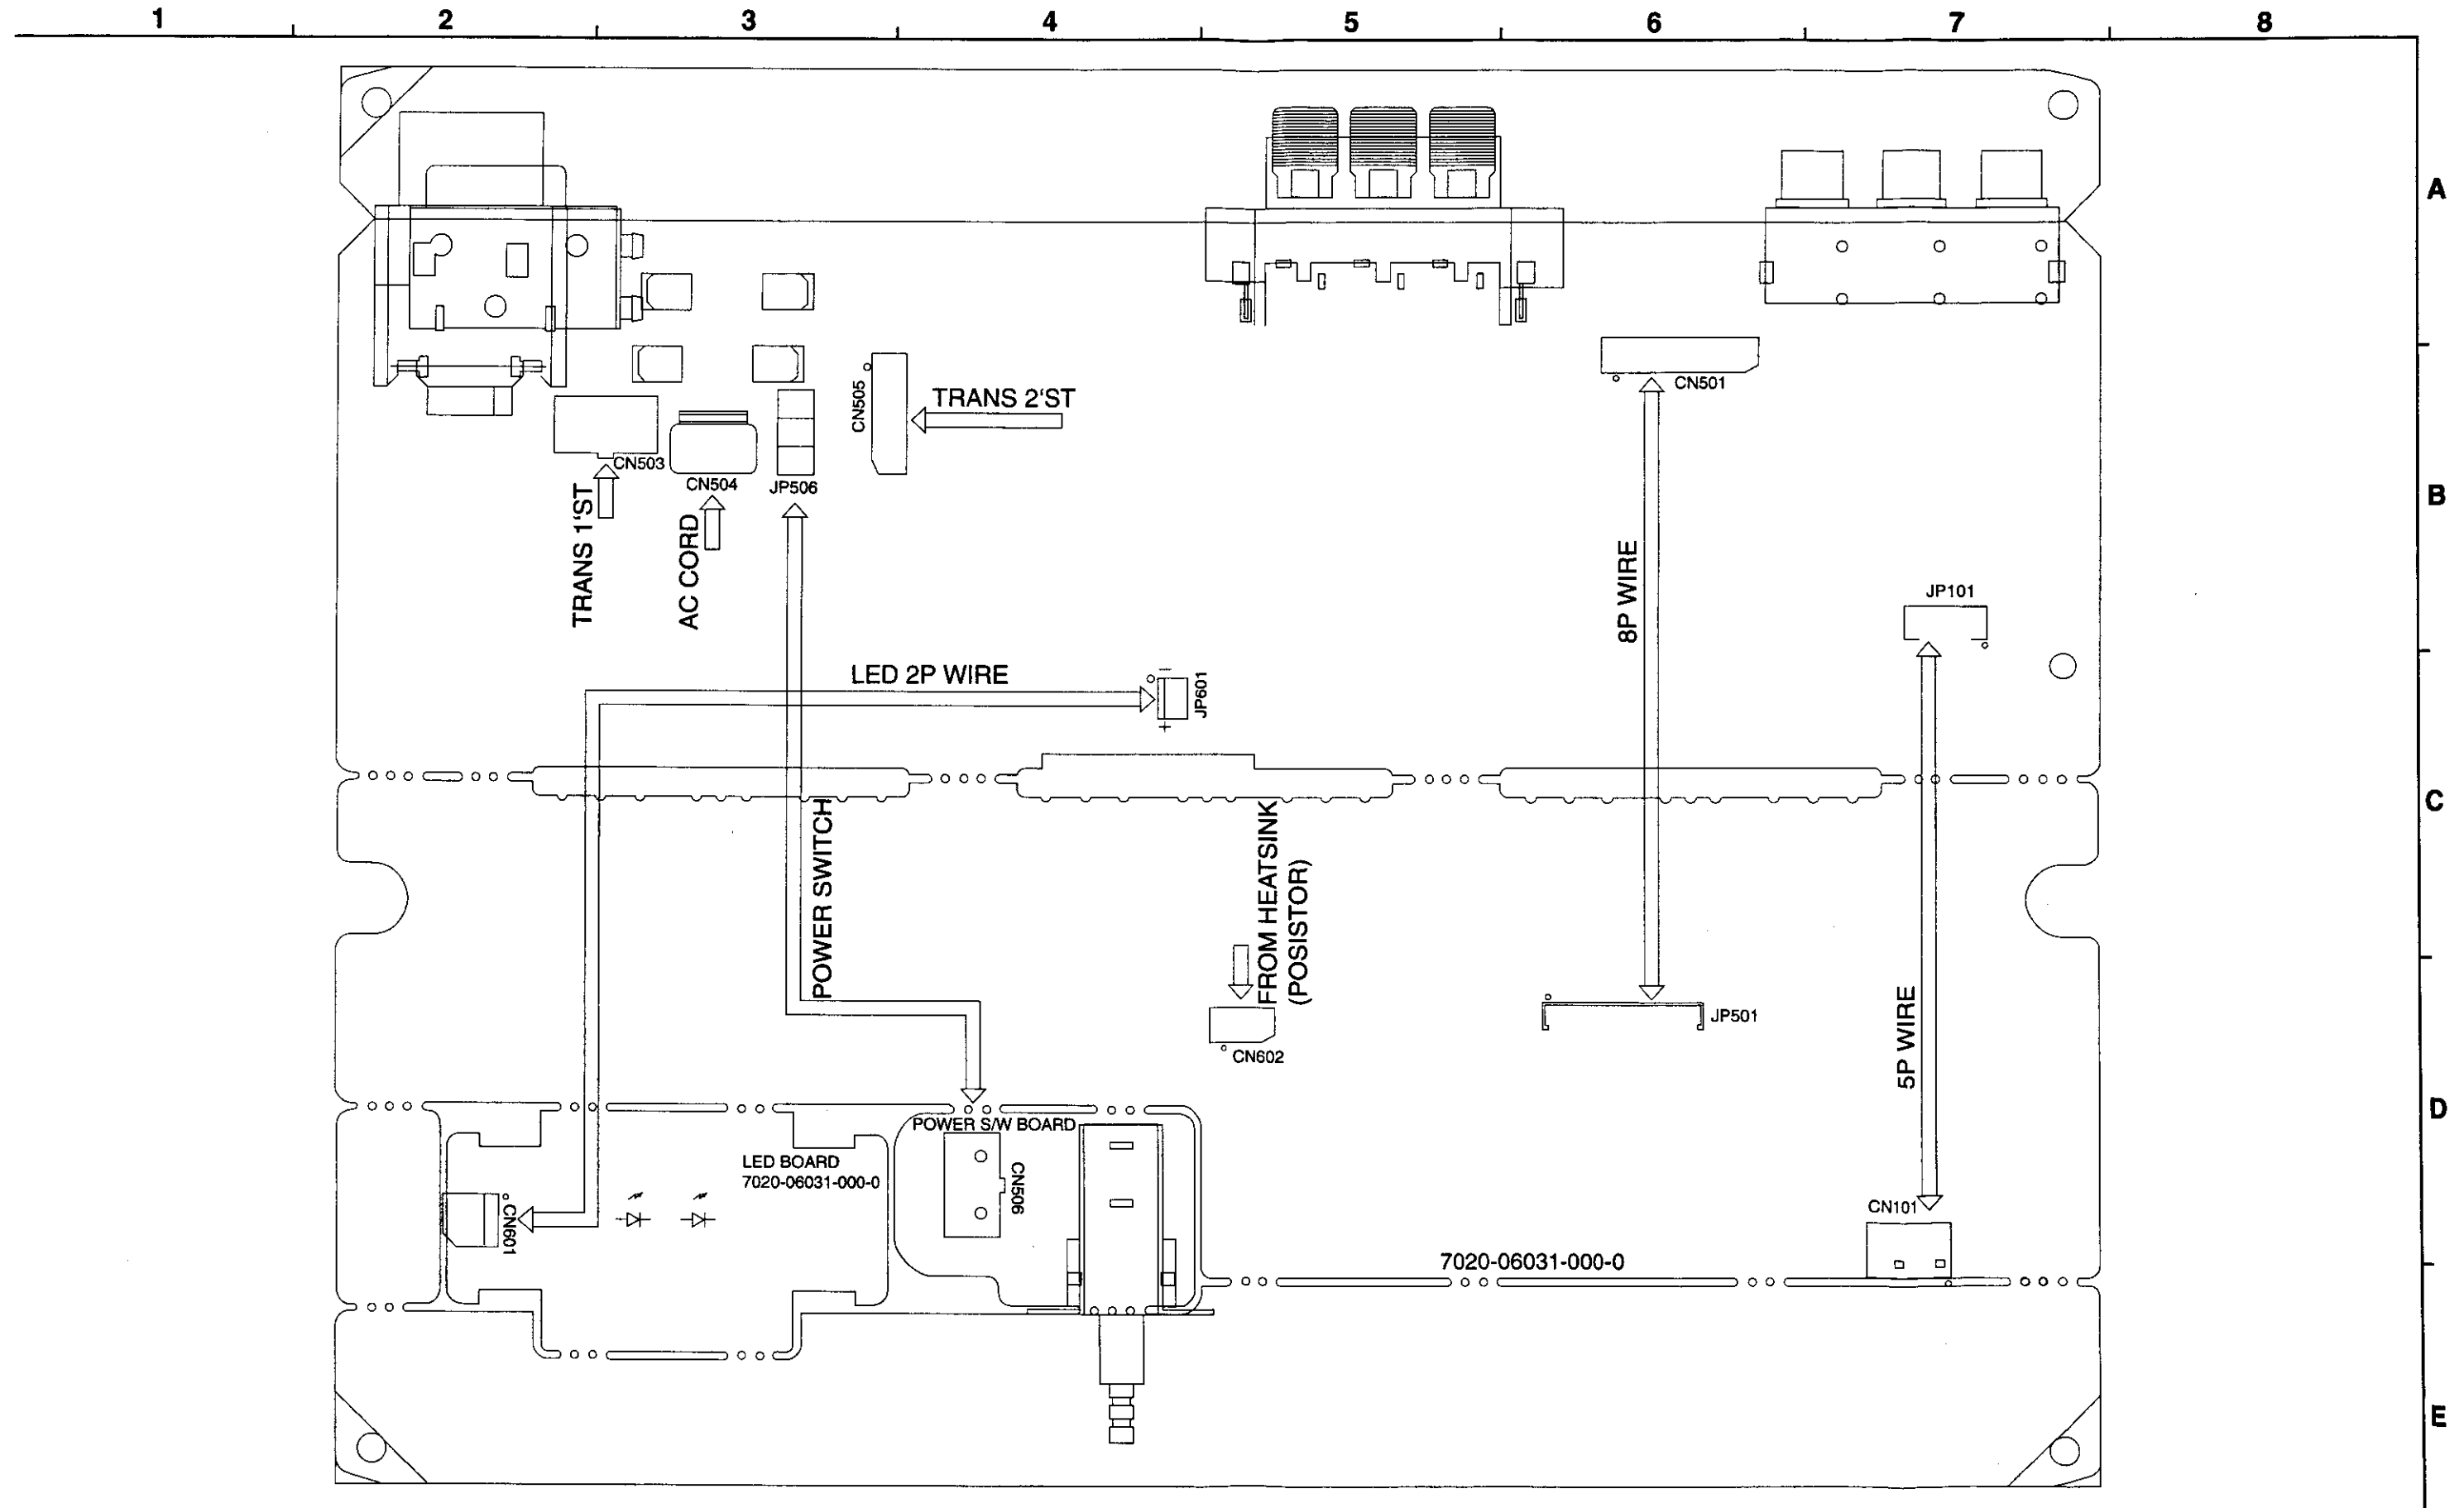 1 2 3 4 5 6 7 8
A
CN501
CN505
TRANS 2'ST
CN503
CN504
JP506
B
TRANS 1'ST
AC CORD
8P WIRE
JP101
LED 2P WIRE
−
JP601
+
C
POWER SWITCH
FROM HEATSINK
(POSISTOR)
JP501
5P WIRE
CN602
D
POWER S/W BOARD
LED BOARD
7020-06031-000-0
CN506
CN601
CN101
7020-06031-000-0
E